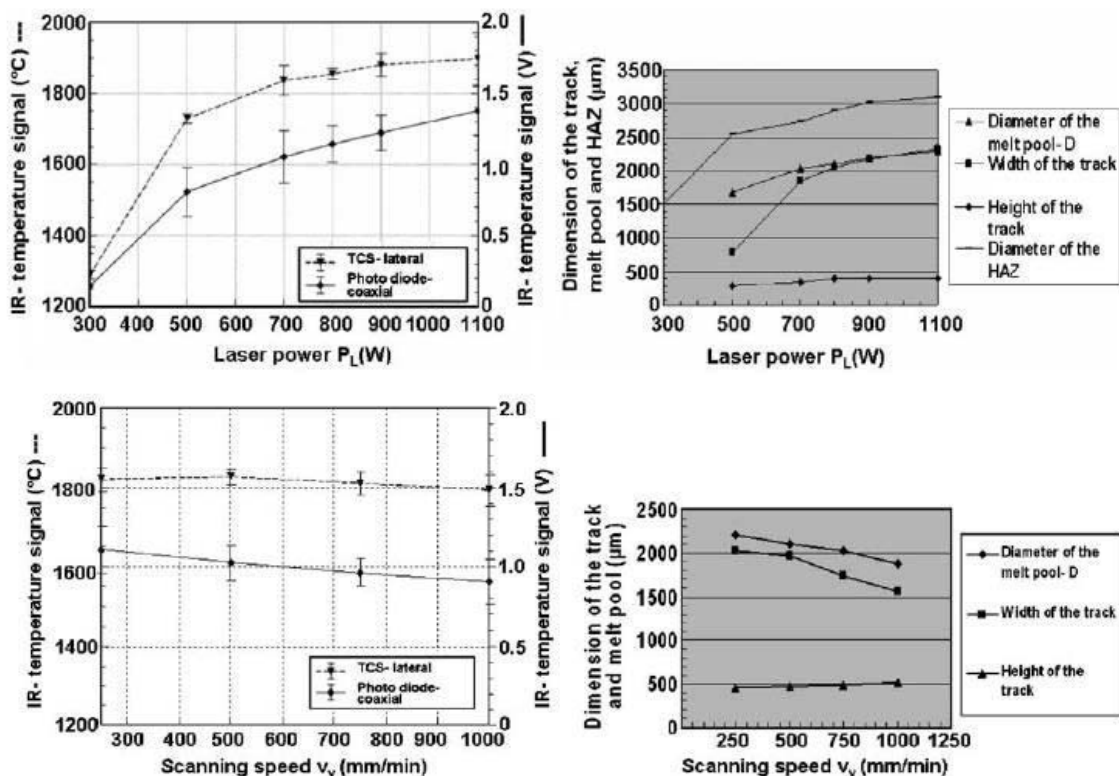 2000
1800
1600
1400
1200
IR- temperature signal (°C) ---
2.0
1.5
1.0
0.5
0
IR- temperature signal (V)
TCS- lateral
Photo diode-
coaxial
300 400 500 600 700 800 900 1000 1100
Laser power PL(W)
3500
3000
2500
2000
1500
1000
500
0
Dimension of the track,
melt pool and HAZ (µm)
300 500 700 900 1100
Laser power PL(W)
Diameter of the
melt pool- D
Width of the track
Height of the
track
Diameter of the
HAZ
2000
1800
1600
1400
1200
IR- temperature signal (°C) ---
2.0
1.5
1.0
0.5
0
IR- temperature signal (V)
TCS- lateral
Photo diode-
coaxial
300 400 500 600 700 800 900 1000
Scanning speed vv (mm/min)
2500
2000
1500
1000
500
0
Dimension of the track
and melt pool (µm)
250 500 750 1000 1250
Scanning speed vv (mm/min)
Diameter of the
melt pool- D
Width of the track
Height of the
track